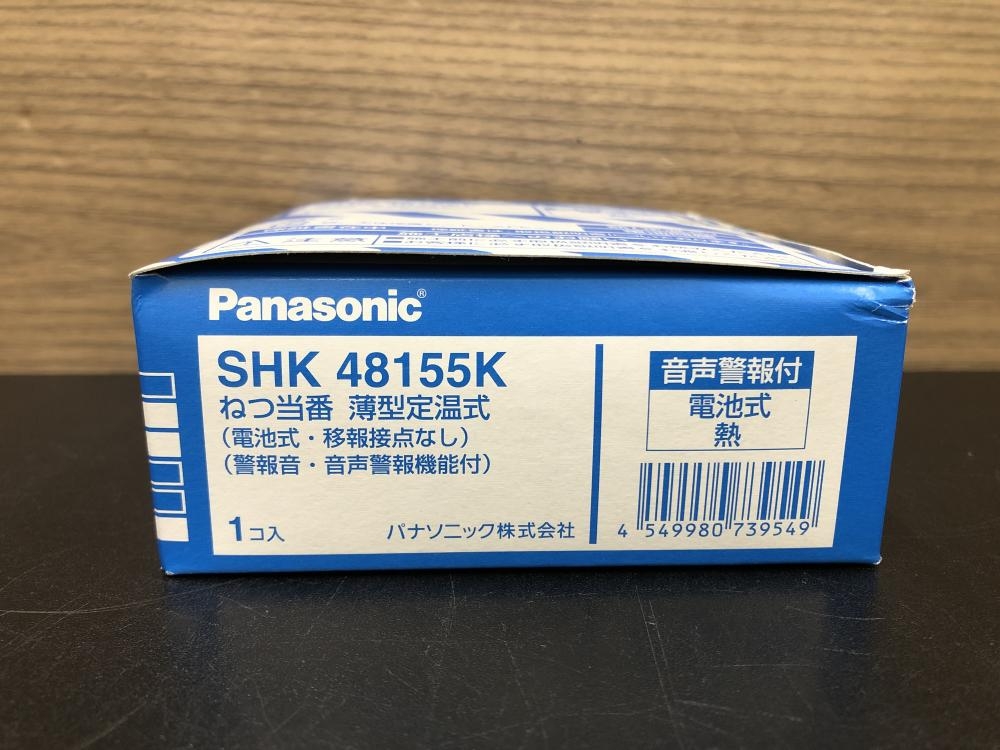 Panasonic®
SHK 48155K
ねつ当番 薄型定温式
(電池式・移報接点なし)
(警報音・音声警報機能付)
1コ入
パナソニック株式会社
音声警報付
電池式
熱
4 549980 739549